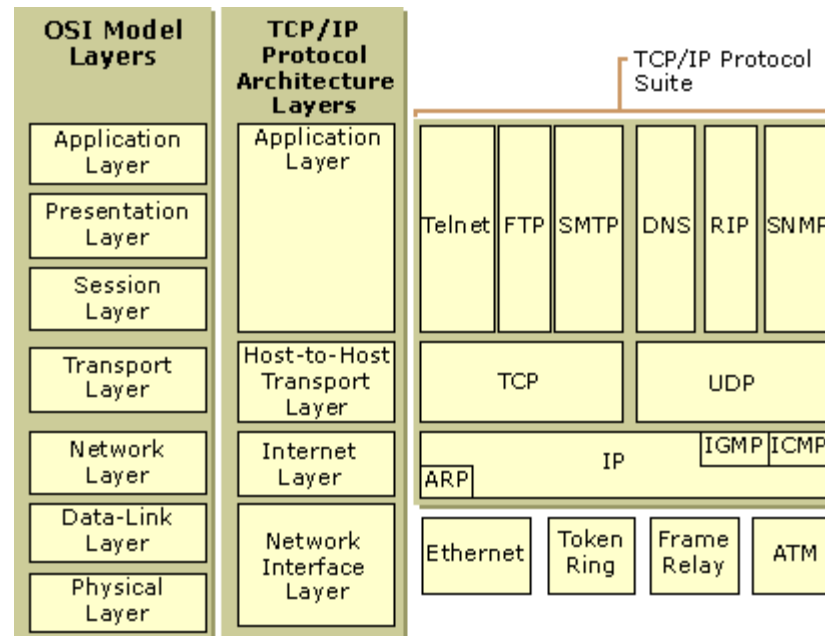 OSI Model
Layers
TCP/IP
Protocol
Architecture
Layers
TCP/IP Protocol
Suite
Application
Layer
Presentation
Layer
Session
Layer
Transport
Layer
Network
Layer
Data-Link
Layer
Physical
Layer
Application
Layer
Host-to-Host
Transport
Layer
Internet
Layer
Network
Interface
Layer
Telnet
FTP
SMTP
DNS
RIP
SNMP
TCP
UDP
IP
IGMP
ICMP
ARP
Ethernet
Token
Ring
Frame
Relay
ATM